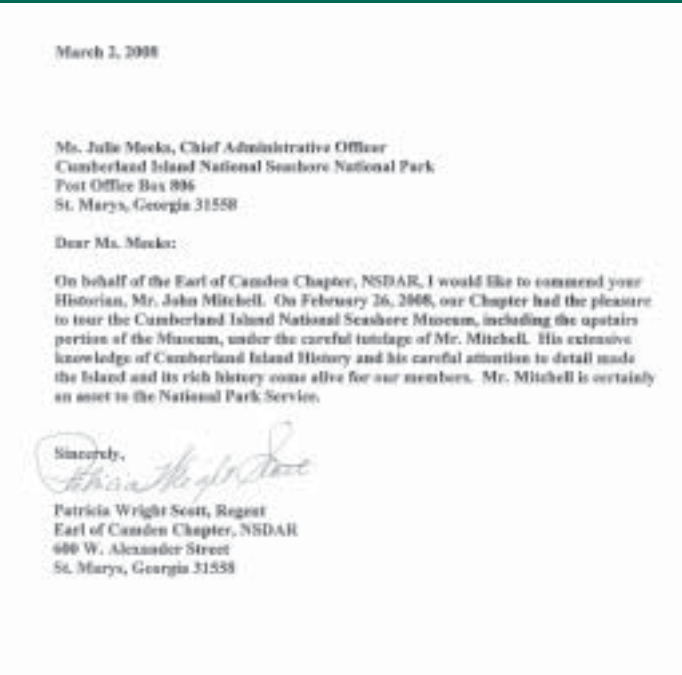 March 2, 2008
Ms. Julie Meeks, Chief Administrative Officer
Cumberland Island National Seashore National Park
Post Office Box 806
St. Marys, Georgia 31558
Dear Ms. Meeks:
On behalf of the Earl of Camden Chapter, NSDAR, I would like to commend your
Historian, Mr. John Mitchell. On February 26, 2008, our Chapter had the pleasure
to tour the Cumberland Island National Seashore Museum, including the upstairs
portion of the Museum, under the careful tutelage of Mr. Mitchell. His extensive
knowledge of Cumberland Island History and his careful attention to detail made
the Island and its rich history come alive for our members. Mr. Mitchell is certainly
an asset to the National Park Service.
Sincerely,
Patricia Wright Scott
Patricia Wright Scott, Regent
Earl of Camden Chapter, NSDAR
600 W. Alexander Street
St. Marys, Georgia 31558